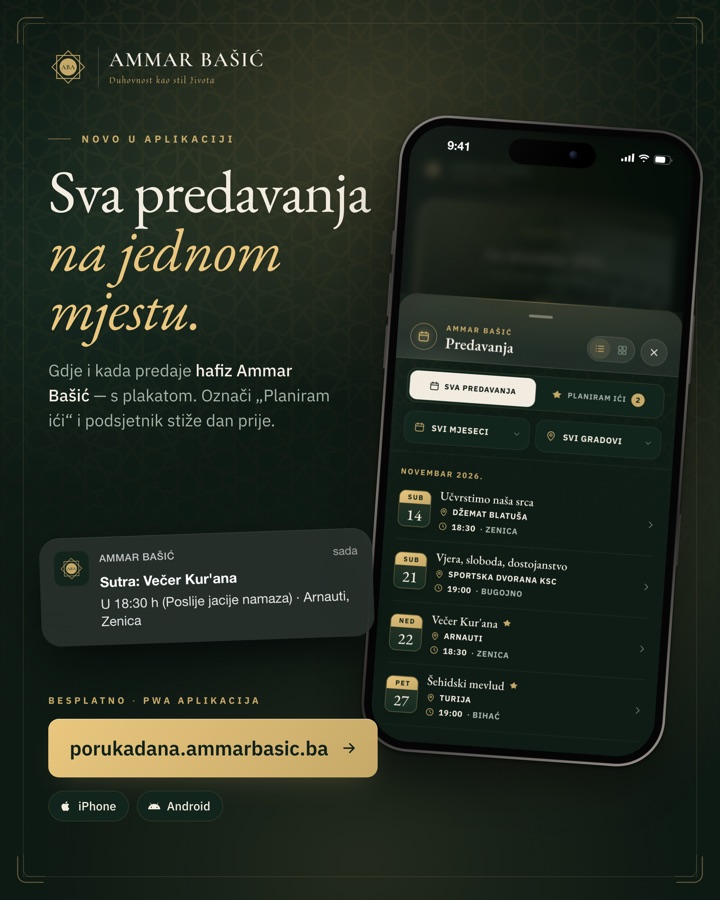 ABA
AMMAR BAŠIĆ
Duhovnost kao stil života
NOVO U APLIKACIJI
Sva predavanja
na jednom
mjestu.
Gdje i kada predaje hafiz Ammar
Bašić — s plakatom. Označi „Planiram
ići“ i podsjetnik stiže dan prije.
AMMAR BAŠIĆ
sada
Sutra: Večer Kur'ana
U 18:30 h (Poslije jacije namaza) · Arnauti,
Zenica
BESPLATNO · PWA APLIKACIJA
porukadana.ammarbasic.ba →
iPhone
Android
9:41
AMMAR BAŠIĆ
Predavanja
SVA PREDAVANJA
PLANIRAM IĆI 2
SVI MJESECI
SVI GRADOVI
NOVEMBAR 2026.
SUB
14
Učvrstimo naša srca
DŽEMAT BLATUŠA
18:30 · ZENICA
SUB
21
Vjera, sloboda, dostojanstvo
SPORTSKA DVORANA KSC
19:00 · BUGOJNO
NED
22
Večer Kur'ana
ARNAUTI
18:30 · ZENICA
PET
27
Šehidski mevlud
TURIJA
19:00 · BIHAĆ